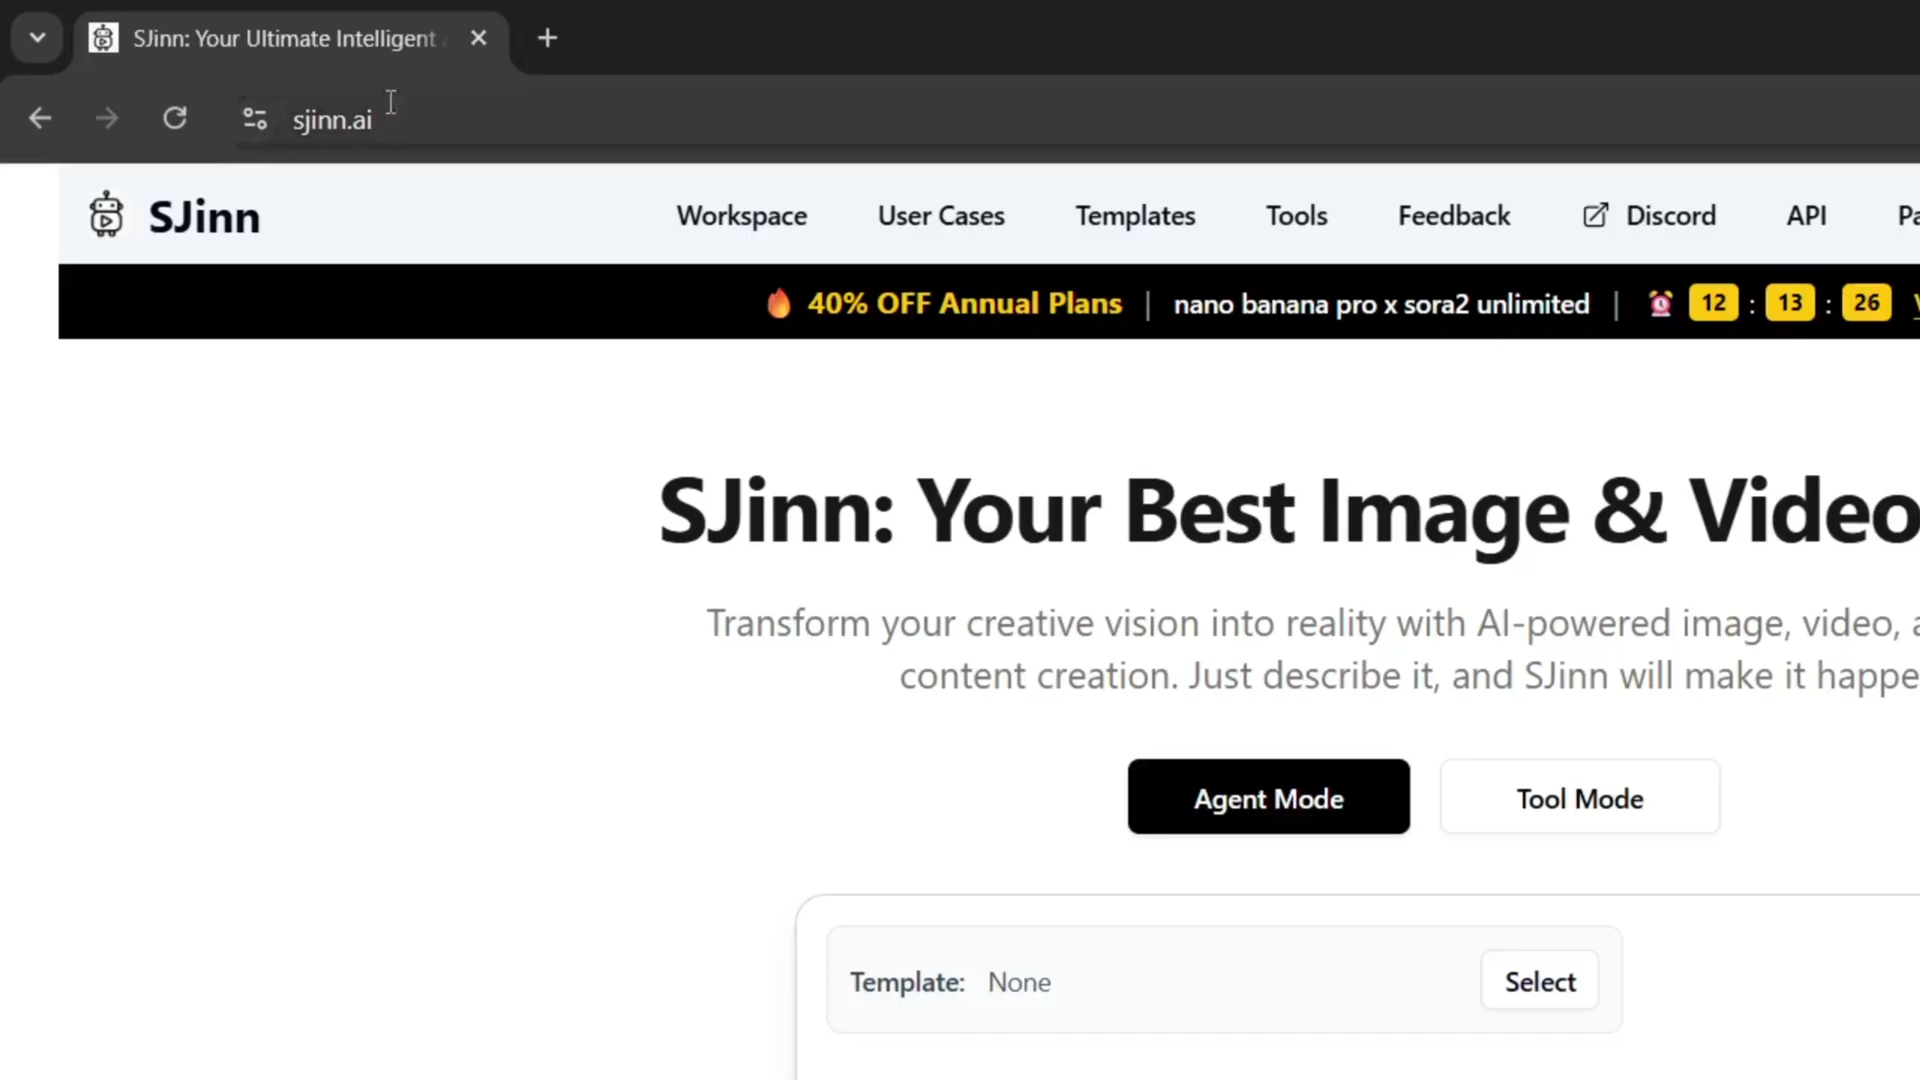 SJinn: Your Ultimate Intelligent
sjinn.ai
SJinn
Workspace User Cases Templates Tools Feedback Discord API
40% OFF Annual Plans | nano banana pro x sora2 unlimited | 12 : 13 : 26
SJinn: Your Best Image & Video
Transform your creative vision into reality with AI-powered image, video,
content creation. Just describe it, and SJinn will make it happe
Agent Mode Tool Mode
Template: None Select